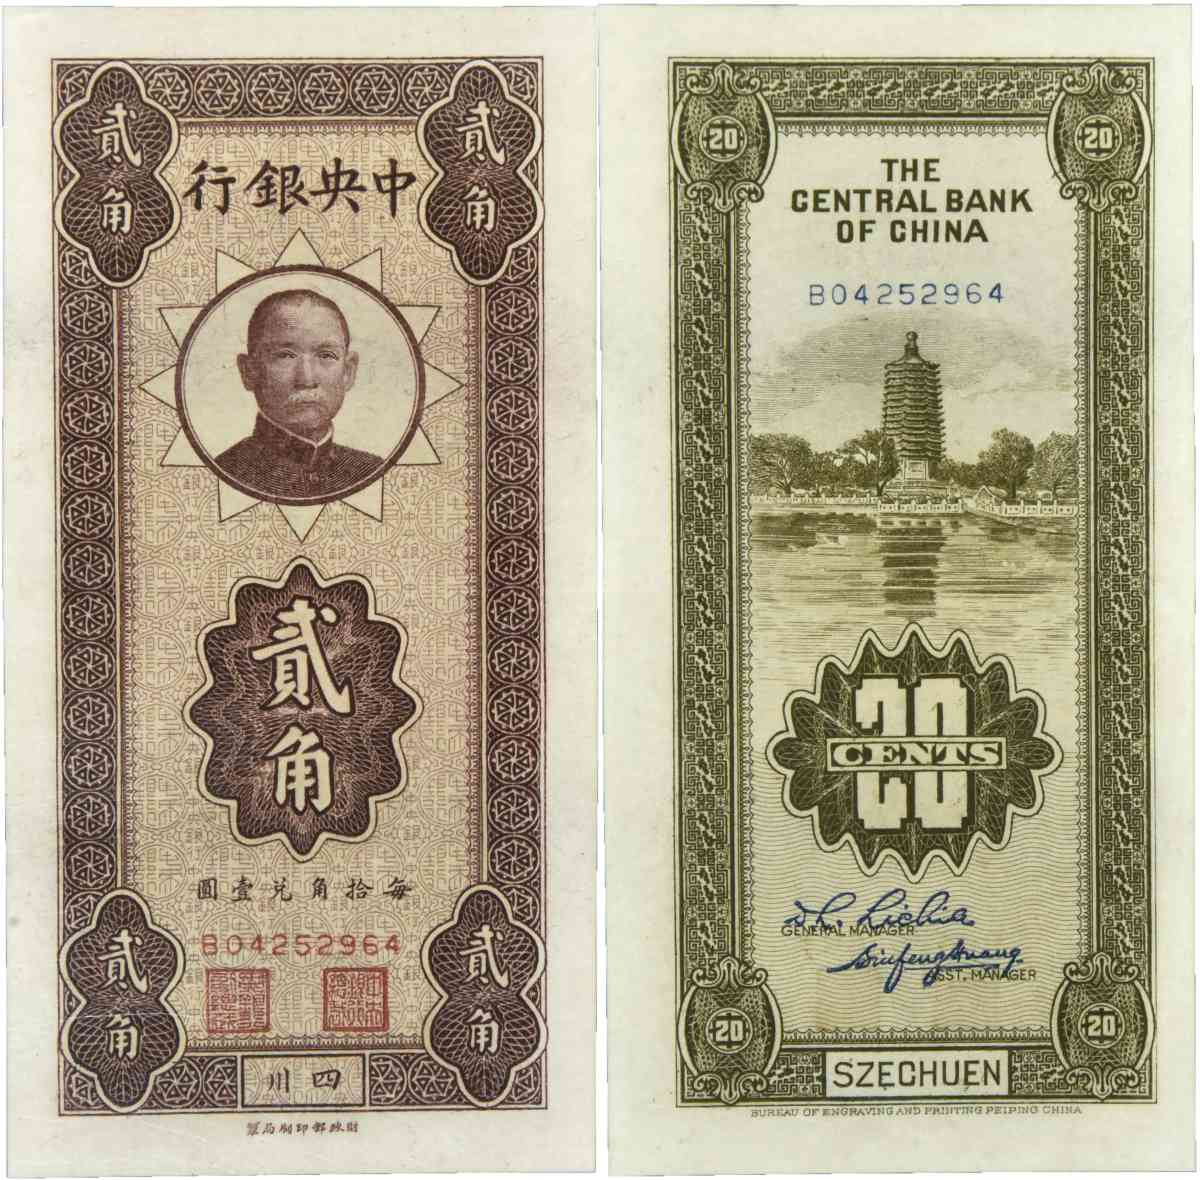 貳角
貳角
中央銀行
貳角
每拾角兌壹圓
B04252964
貳角
貳角
四川
財政部印刷局製
20
20
THE
CENTRAL BANK
OF CHINA
B04252964
20
CENTS
GENERAL MANAGER
ASST. MANAGER
20
20
SZECHUEN
BUREAU OF ENGRAVING AND PRINTING PEIPING CHINA